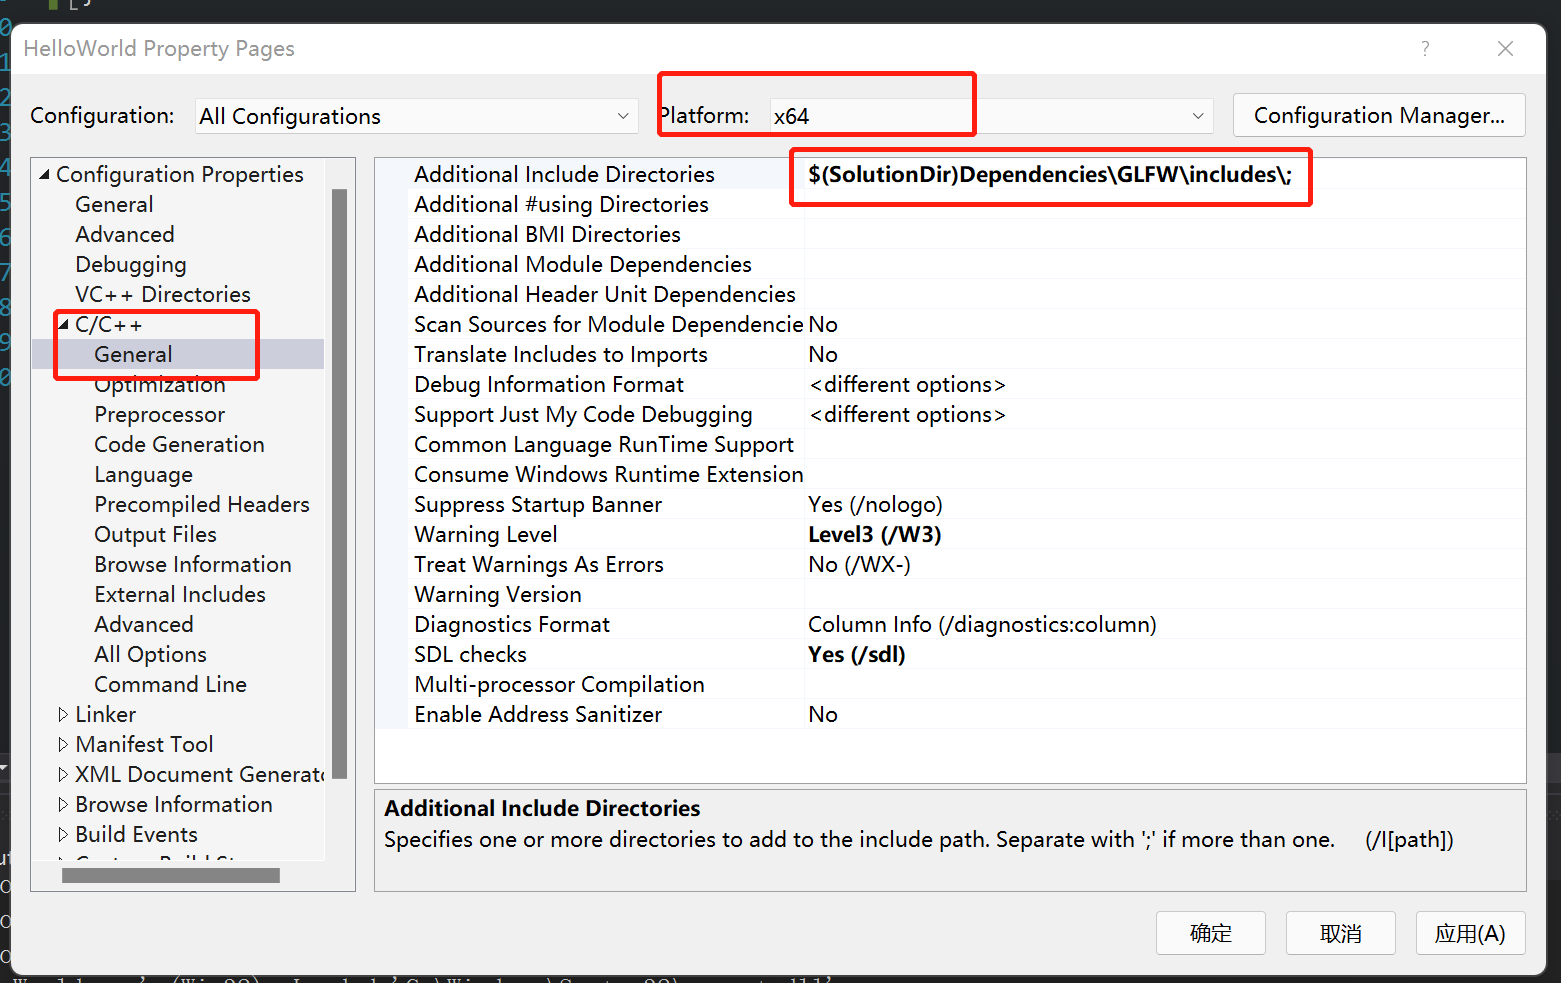 HelloWorld Property Pages
?
Configuration: All Configurations Platform: x64 Configuration Manager...
Configuration Properties
General
Advanced
Debugging
VC++ Directories
C/C++
General
Optimization
Preprocessor
Code Generation
Language
Precompiled Headers
Output Files
Browse Information
External Includes
Advanced
All Options
Command Line
Linker
Manifest Tool
XML Document Generato
Browse Information
Build Events
Additional Include Directories $(SolutionDir)Dependencies\GLFW\includes\;
Additional #using Directories
Additional BMI Directories
Additional Module Dependencies
Additional Header Unit Dependencies
Scan Sources for Module Dependencie No
Translate Includes to Imports No
Debug Information Format <different options>
Support Just My Code Debugging <different options>
Common Language RunTime Support
Consume Windows Runtime Extension
Suppress Startup Banner Yes (/nologo)
Warning Level Level3 (/W3)
Treat Warnings As Errors No (/WX-)
Warning Version
Diagnostics Format Column Info (/diagnostics:column)
SDL checks Yes (/sdl)
Multi-processor Compilation
Enable Address Sanitizer No
Additional Include Directories
Specifies one or more directories to add to the include path. Separate with ';' if more than one. (/I[path])
确定 取消 应用(A)